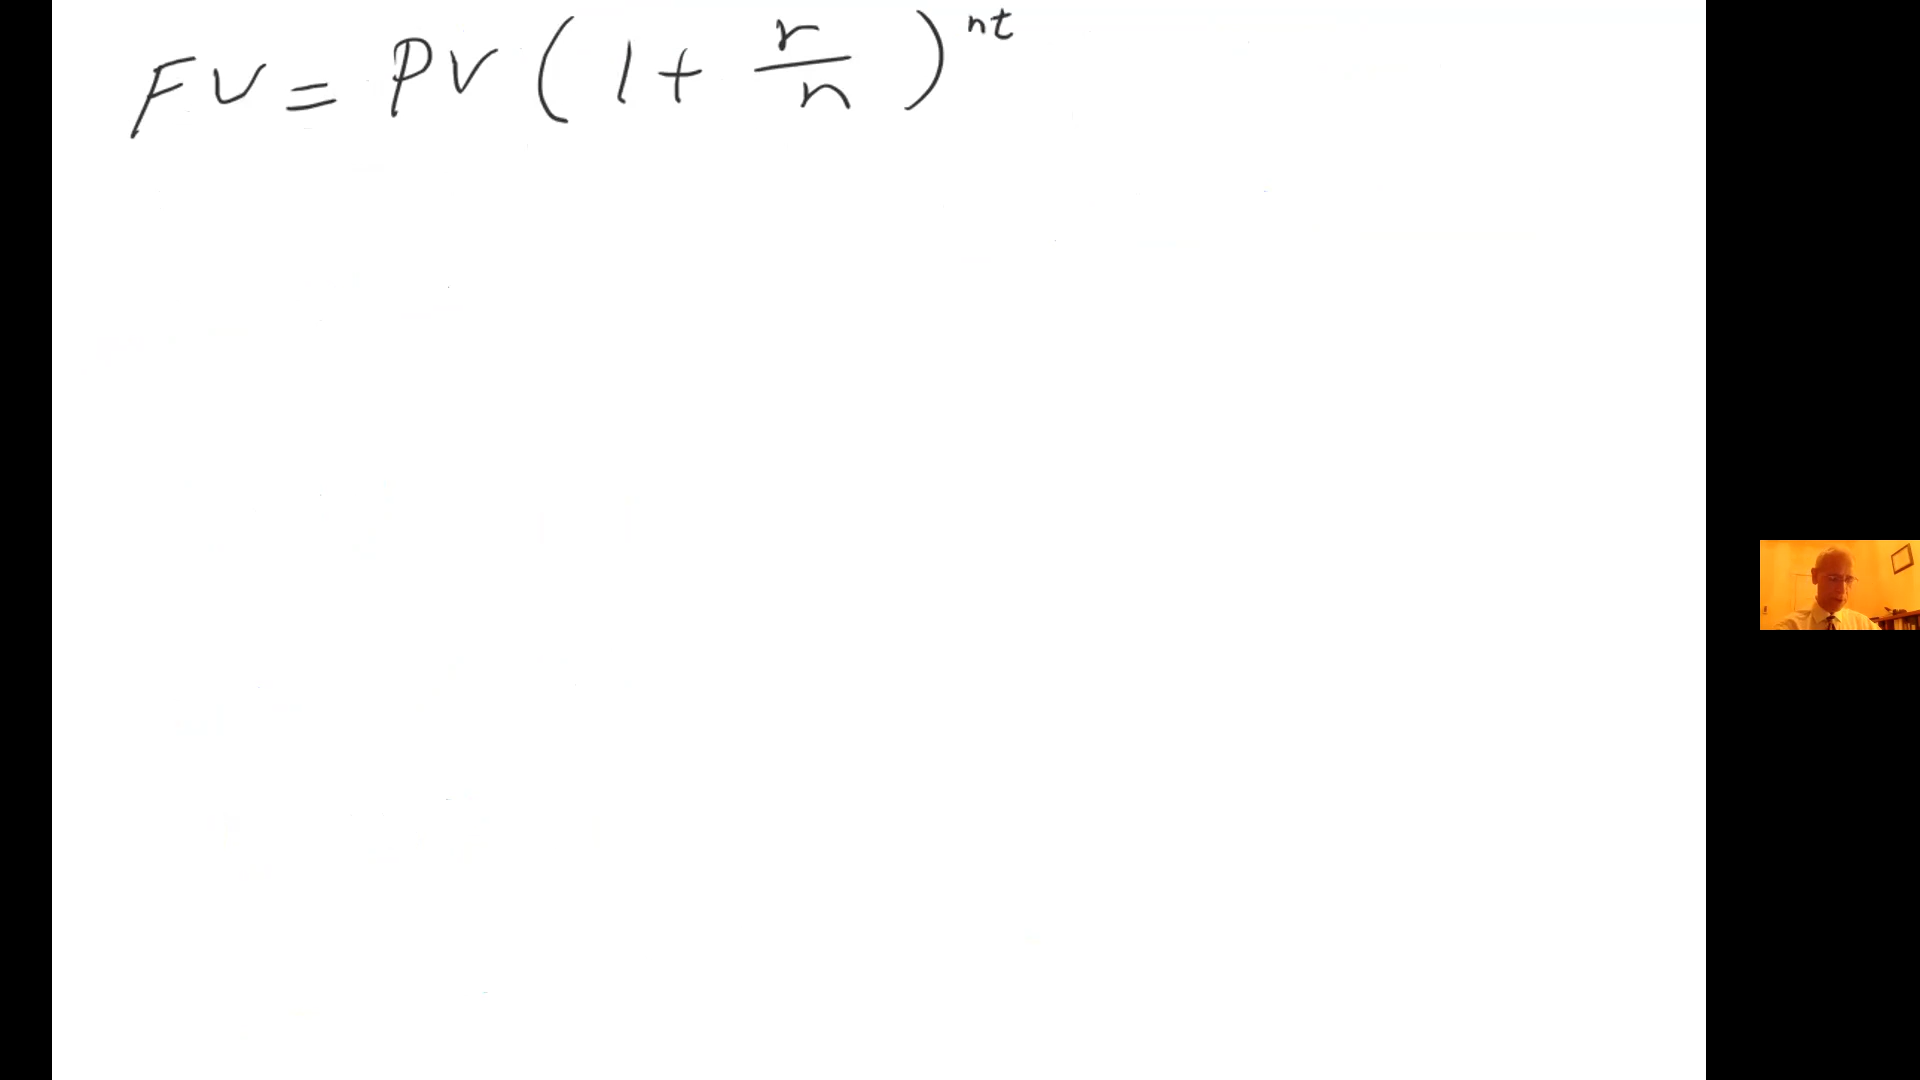 FV = PV ( 1 + r/n )^nt